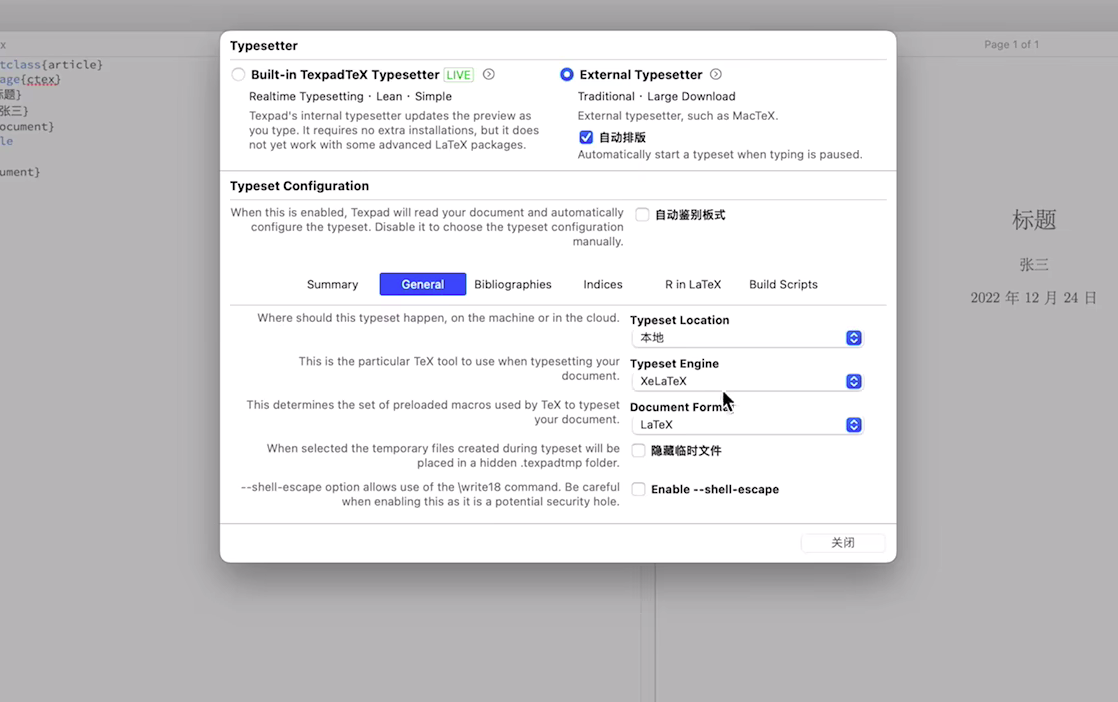 x
Page 1 of 1
tclass{article}
age{ctex}
标题}
张三}
ocument}
le
ument}
Typesetter
Built-in TexpadTeX Typesetter LIVE
Realtime Typesetting · Lean · Simple
Texpad's internal typesetter updates the preview as
you type. It requires no extra installations, but it does
not yet work with some advanced LaTeX packages.
External Typesetter
Traditional · Large Download
External typesetter, such as MacTeX.
自动排版
Automatically start a typeset when typing is paused.
Typeset Configuration
When this is enabled, Texpad will read your document and automatically
configure the typeset. Disable it to choose the typeset configuration
manually.
自动鉴别板式
Summary General Bibliographies Indices R in LaTeX Build Scripts
Where should this typeset happen, on the machine or in the cloud.
Typeset Location
本地
This is the particular TeX tool to use when typesetting your
document.
Typeset Engine
XeLaTeX
This determines the set of preloaded macros used by TeX to typeset
your document.
Document Format
LaTeX
When selected the temporary files created during typeset will be
placed in a hidden .texpadtmp folder.
隐藏临时文件
--shell-escape option allows use of the \write18 command. Be careful
when enabling this as it is a potential security hole.
Enable --shell-escape
关闭
标题
张三
2022 年 12 月 24 日